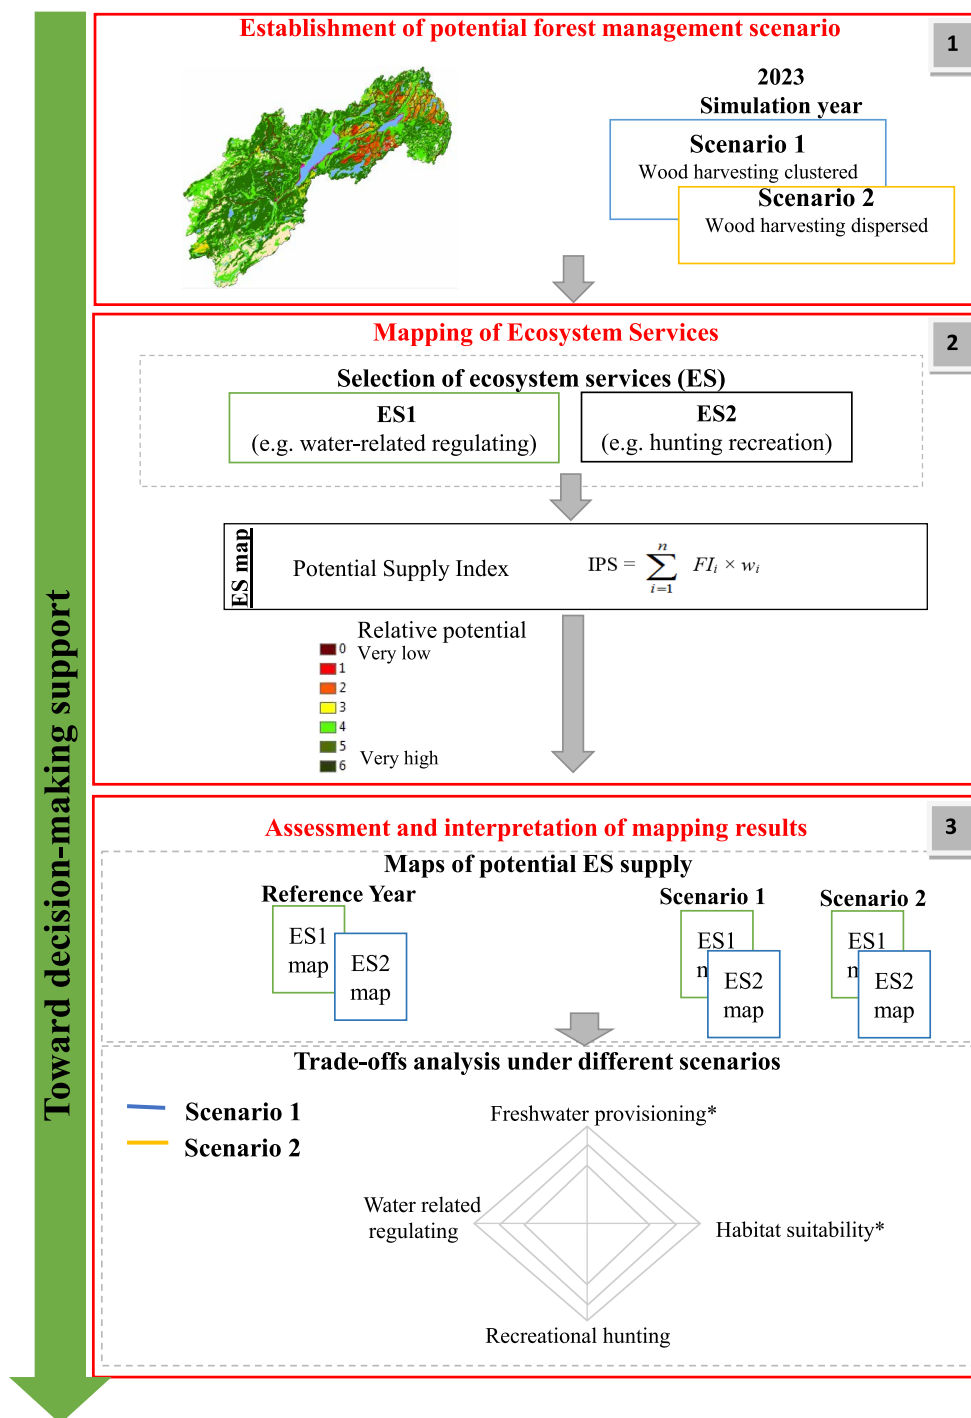 Establishment of potential forest management scenario
1
2023
Simulation year
Scenario 1
Wood harvesting clustered
Scenario 2
Wood harvesting dispersed
Mapping of Ecosystem Services
2
Selection of ecosystem services (ES)
ES1
(e.g. water-related regulating)
ES2
(e.g. hunting recreation)
ES map
Potential Supply Index
IPS = \sum_{i=1}^{n} FI_i × w_i
Relative potential
0
Very low
1
2
3
4
5
Very high
6
Toward decision-making support
Assessment and interpretation of mapping results
3
Maps of potential ES supply
Reference Year
ES1
map
ES2
map
Scenario 1
ES1
m
ES2
map
Scenario 2
ES1
m
ES2
map
Trade-offs analysis under different scenarios
Scenario 1
Scenario 2
Freshwater provisioning*
Water related
regulating
Habitat suitability*
Recreational hunting